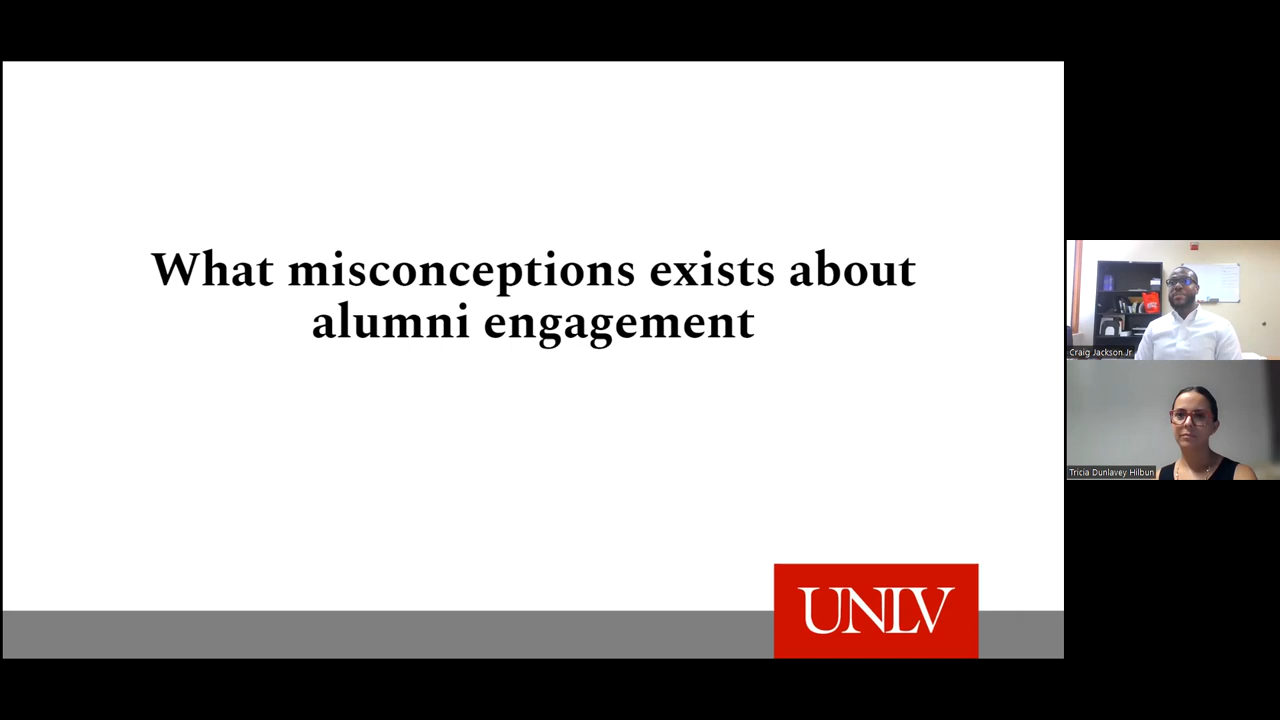 What misconceptions exists about
alumni engagement
UNLV
Craig Jackson Jr
Tricia Dunlavey Hilbun